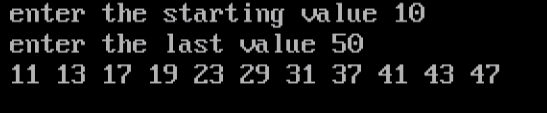 enter the starting value 10
enter the last value 50
11 13 17 19 23 29 31 37 41 43 47